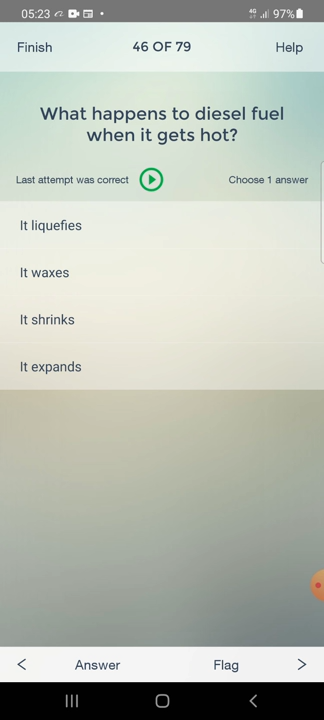 05:23 4G 97%
Finish 46 OF 79 Help
What happens to diesel fuel
when it gets hot?
Last attempt was correct Choose 1 answer
It liquefies
It waxes
It shrinks
It expands
< Answer Flag >